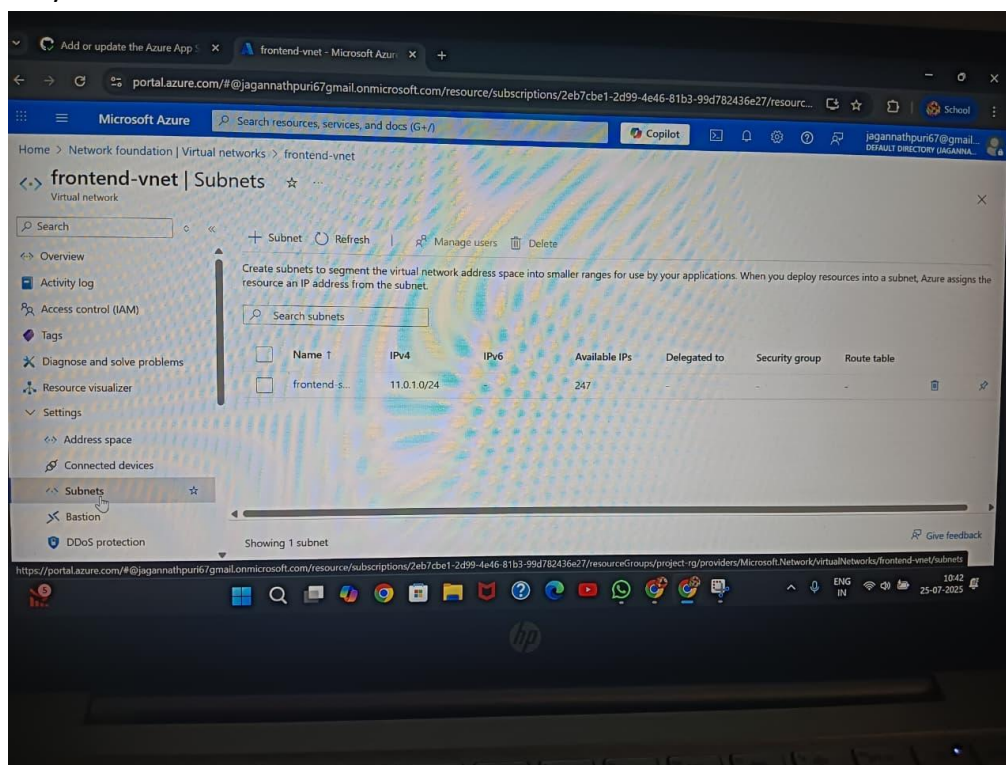 Add or update the Azure App S
frontend-vnet - Microsoft Azur
portal.azure.com/#@jagannathpuri67gmail.onmicrosoft.com/resource/subscriptions/2eb7cbe1-2d99-4e46-81b3-99d782436e27/resourc...
School
Microsoft Azure
Search resources, services, and docs (G+/)
Copilot
jagannathpuri67@gmail...
DEFAULT DIRECTORY (JAGANNA...
Home > Network foundation | Virtual networks > frontend-vnet
frontend-vnet | Subnets
Virtual network
Search
Overview
Activity log
Access control (IAM)
Tags
Diagnose and solve problems
Resource visualizer
Settings
Address space
Connected devices
Subnets
Bastion
DDoS protection
+ Subnet Refresh | Manage users Delete
Create subnets to segment the virtual network address space into smaller ranges for use by your applications. When you deploy resources into a subnet, Azure assigns the
resource an IP address from the subnet.
Search subnets
Name ↑ IPv4 IPv6 Available IPs Delegated to Security group Route table
frontend-s... 11.0.1.0/24 - 247 - - -
Showing 1 subnet
Give feedback
https://portal.azure.com/#@jagannathpuri67gmail.onmicrosoft.com/resource/subscriptions/2eb7cbe1-2d99-4e46-81b3-99d782436e27/resourceGroups/project-rg/providers/Microsoft.Network/virtualNetworks/frontend-vnet/subnets
5
ENG
IN
10:42
25-07-2025
hp